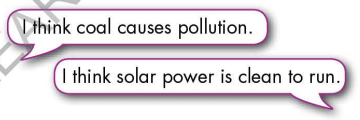 I think coal causes pollution.
I think solar power is clean to run.